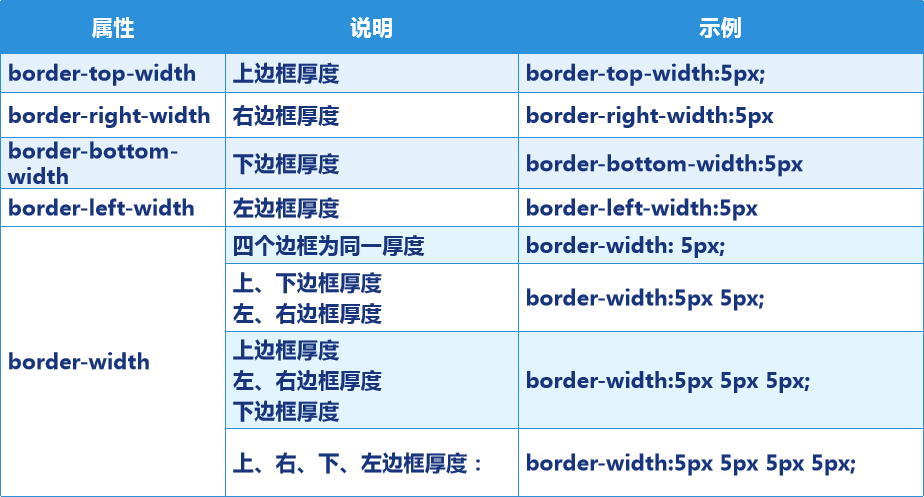 属性 说明 示例
border-top-width 上边框厚度 border-top-width:5px;
border-right-width 右边框厚度 border-right-width:5px
border-bottom-
width 下边框厚度 border-bottom-width:5px
border-left-width 左边框厚度 border-left-width:5px
border-width
四个边框为同一厚度 border-width: 5px;
上、下边框厚度
左、右边框厚度
border-width:5px 5px;
上边框厚度
左、右边框厚度
下边框厚度
border-width:5px 5px 5px;
上、右、下、左边框厚度： border-width:5px 5px 5px 5px;